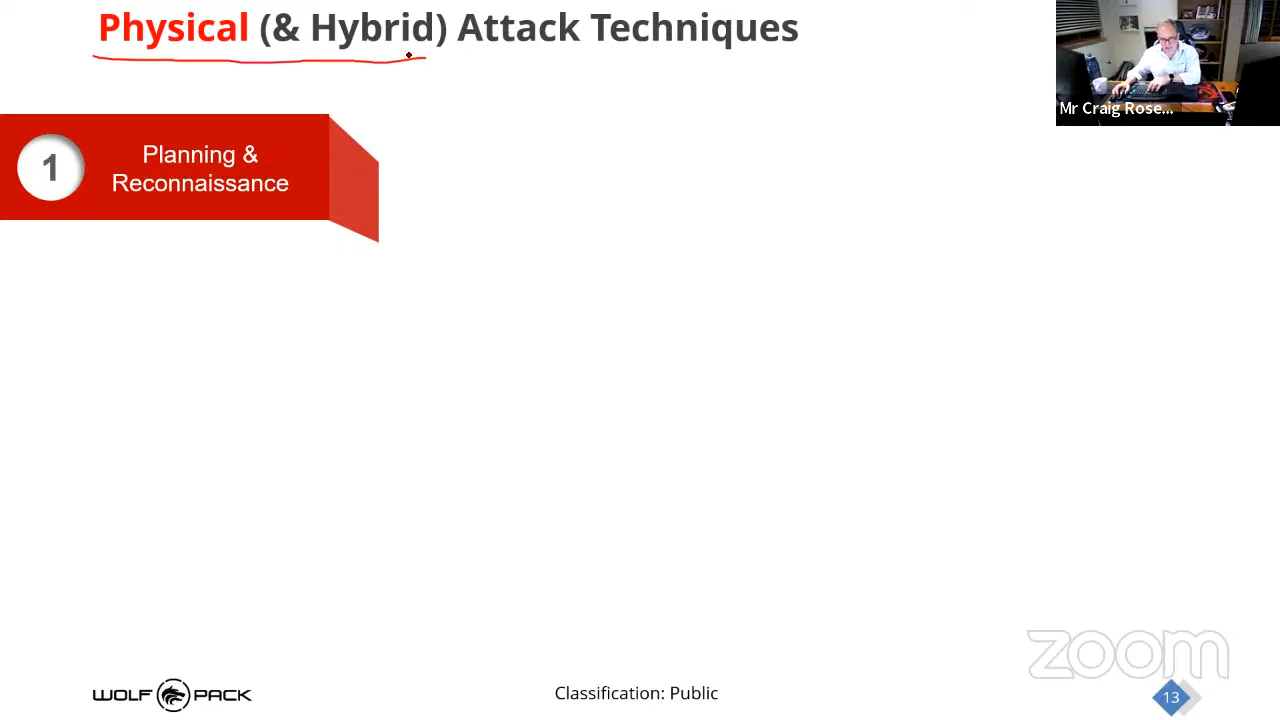 Physical (& Hybrid) Attack Techniques
Mr Craig Rose...
1
Planning &
Reconnaissance
zoom
WOLF PACK
Classification: Public
13